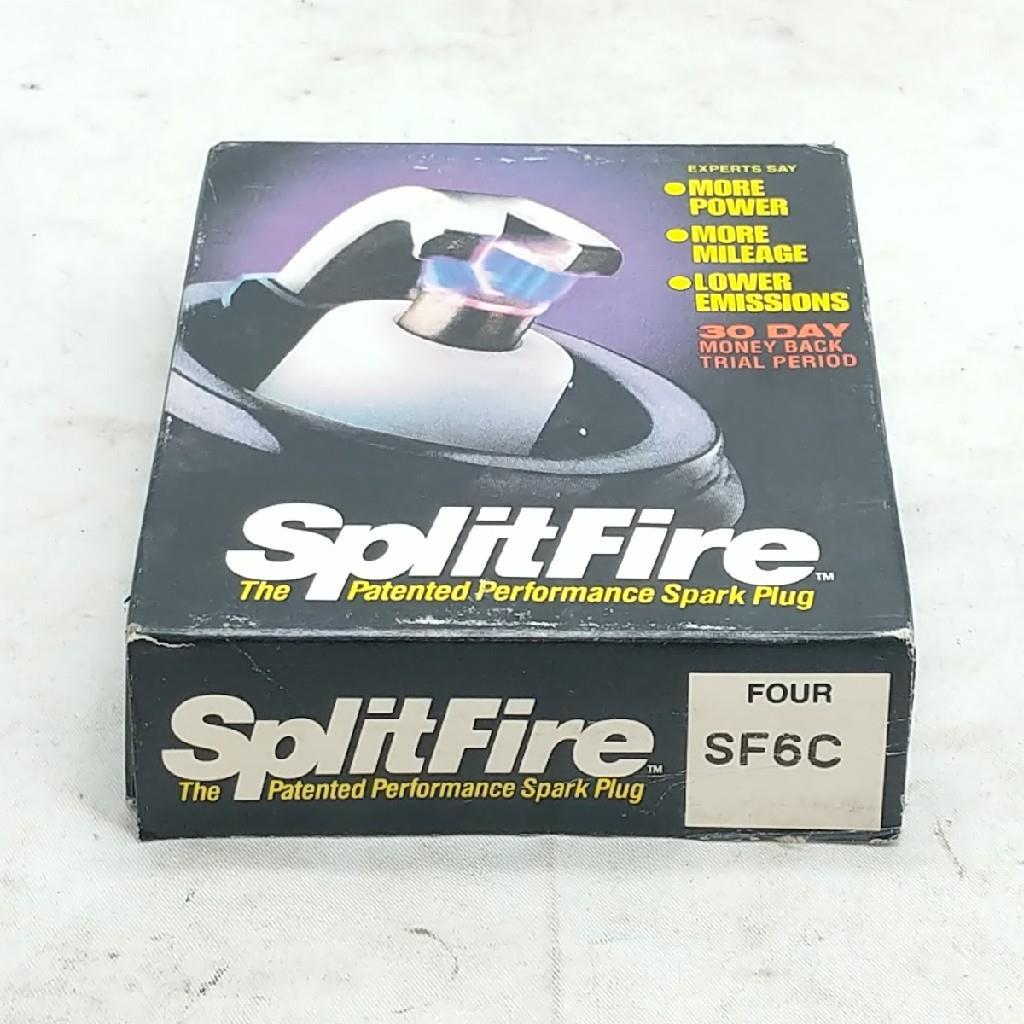 EXPERTS SAY
●MORE
POWER
●MORE
MILEAGE
●LOWER
EMISSIONS
30 DAY
MONEY BACK
TRIAL PERIOD
SplitFire™
The Patented Performance Spark Plug
SplitFire™
The Patented Performance Spark Plug
FOUR
SF6C